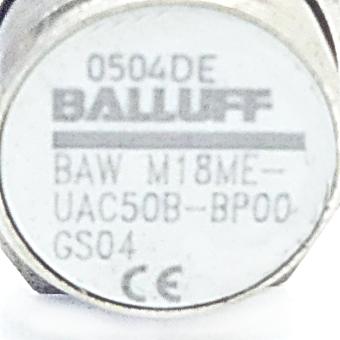 0504DE
BALLUFF
BAW M18ME-
UAC50B-BP00
GS04
CE